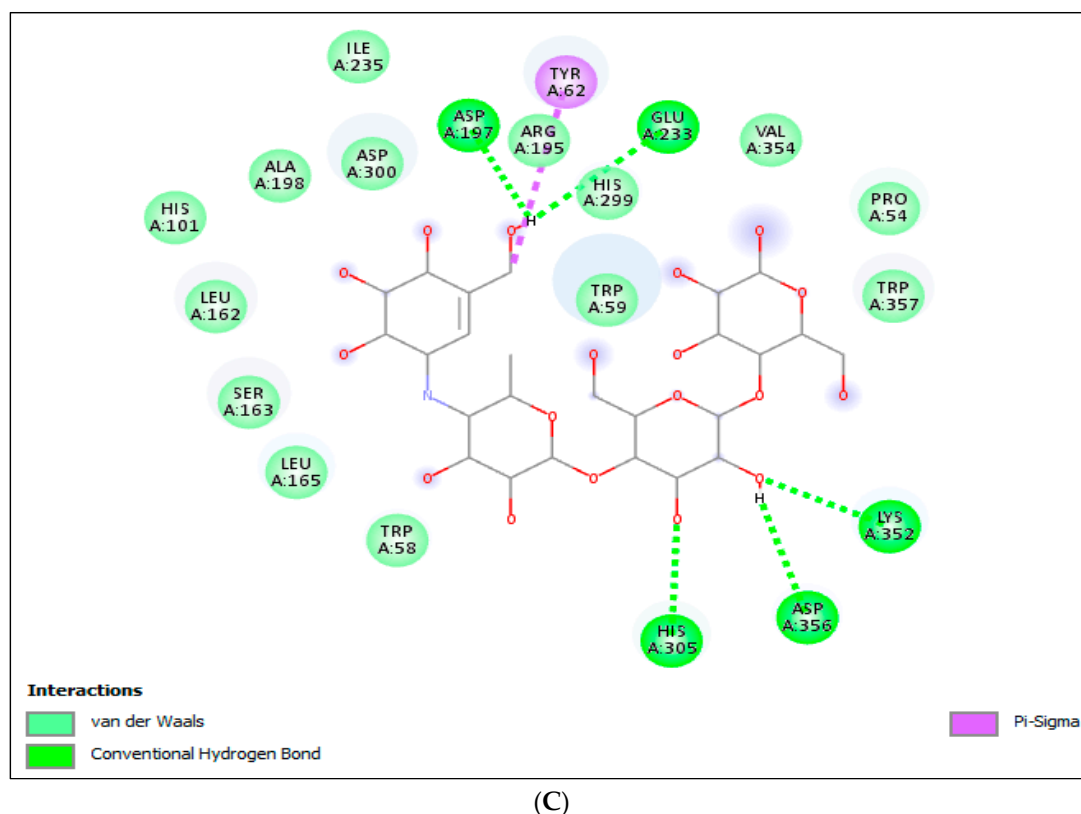 ILE
A:235
TYR
A:62
ASP
A:197
ARG
A:195
GLU
A:233
VAL
A:354
ALA
A:198
ASP
A:300
HIS
A:299
PRO
A:54
HIS
A:101
H
O
O
O
O
LEU
A:162
TRP
A:59
O
O
TRP
A:357
O
O
O
O
SER
A:163
N
O
O
O
O
LEU
A:165
O
O
O
H
O
O
LYS
A:352
TRP
A:58
ASP
A:356
HIS
A:305
Interactions
van der Waals
Pi-Sigma
Conventional Hydrogen Bond
(C)